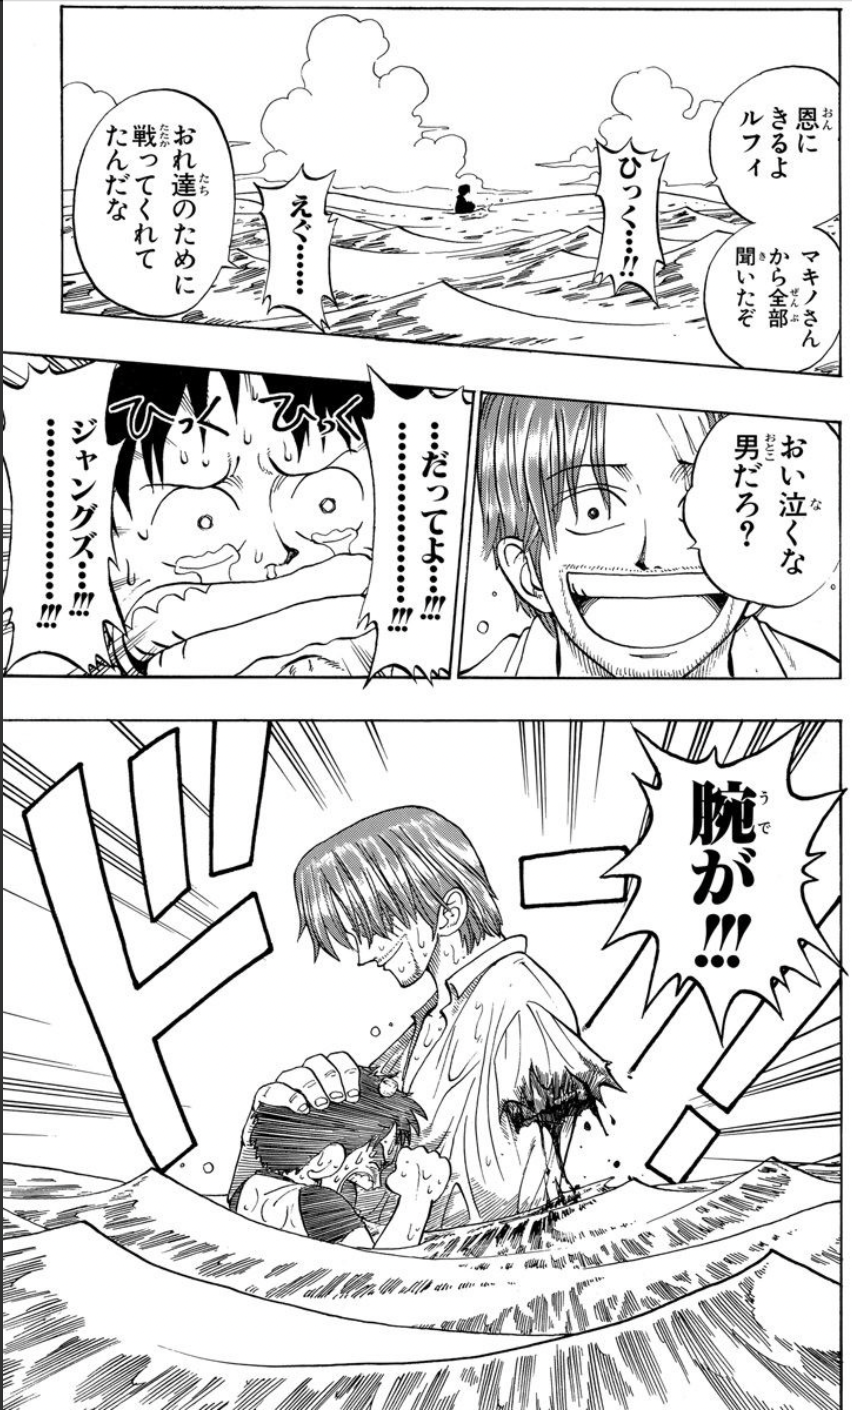 恩に
きるよ
ルフィ
マキノさん
から全部
聞いたぞ
ひっく…!!
えぐ……
おれ達のために
戦ってくれて
たんだな
おい泣くな
男だろ?
…だってよ…!!!
…………………!!!
ひっく
ひっく
ジャングズ…!!!
…………………!!!
腕が!!!
ドーン